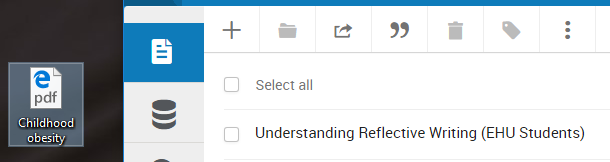 pdf
Childhood
obesity
Select all
Understanding Reflective Writing (EHU Students)